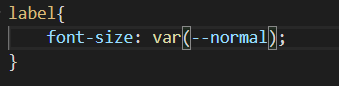 label{
    font-size: var(--normal);
}